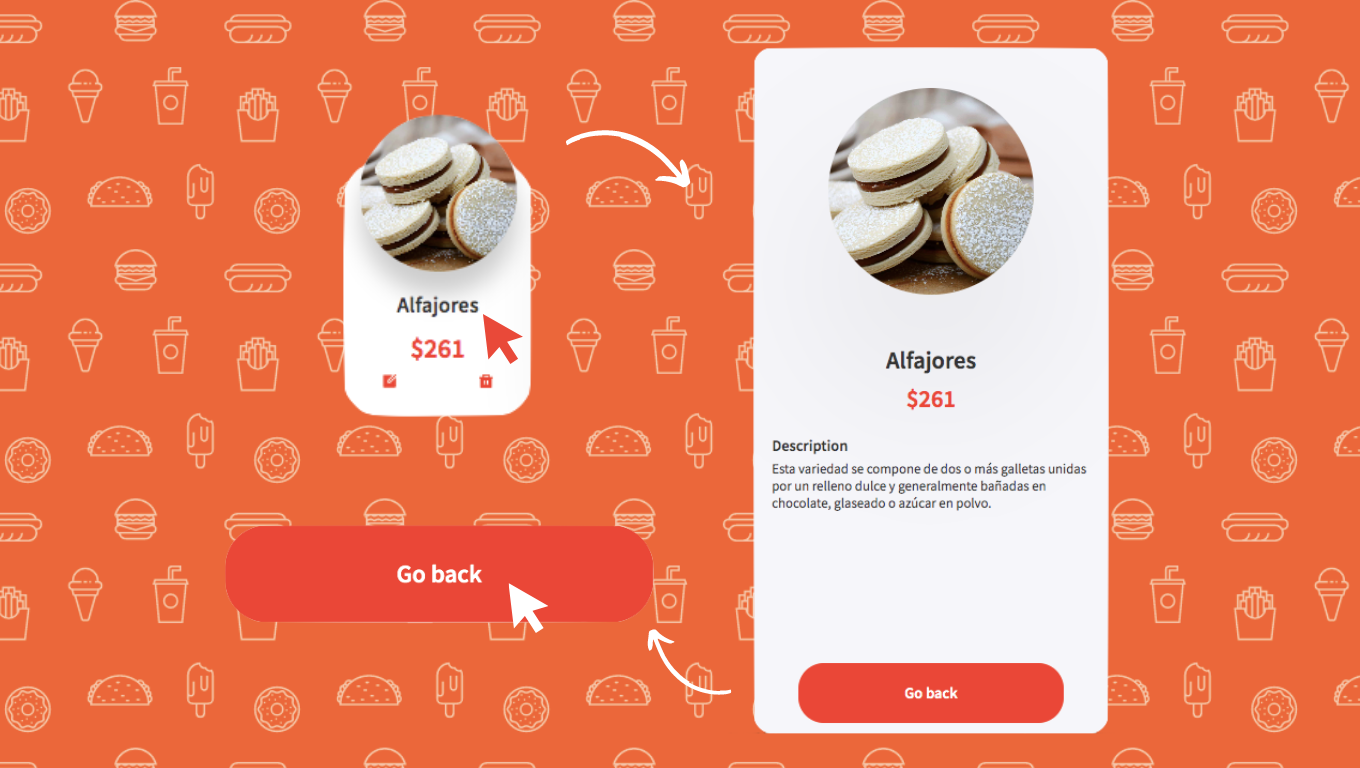 Alfajores
$261
Go back
Alfajores
$261
Description
Esta variedad se compone de dos o más galletas unidas
por un relleno dulce y generalmente bañadas en
chocolate, glaseado o azúcar en polvo.
Go back